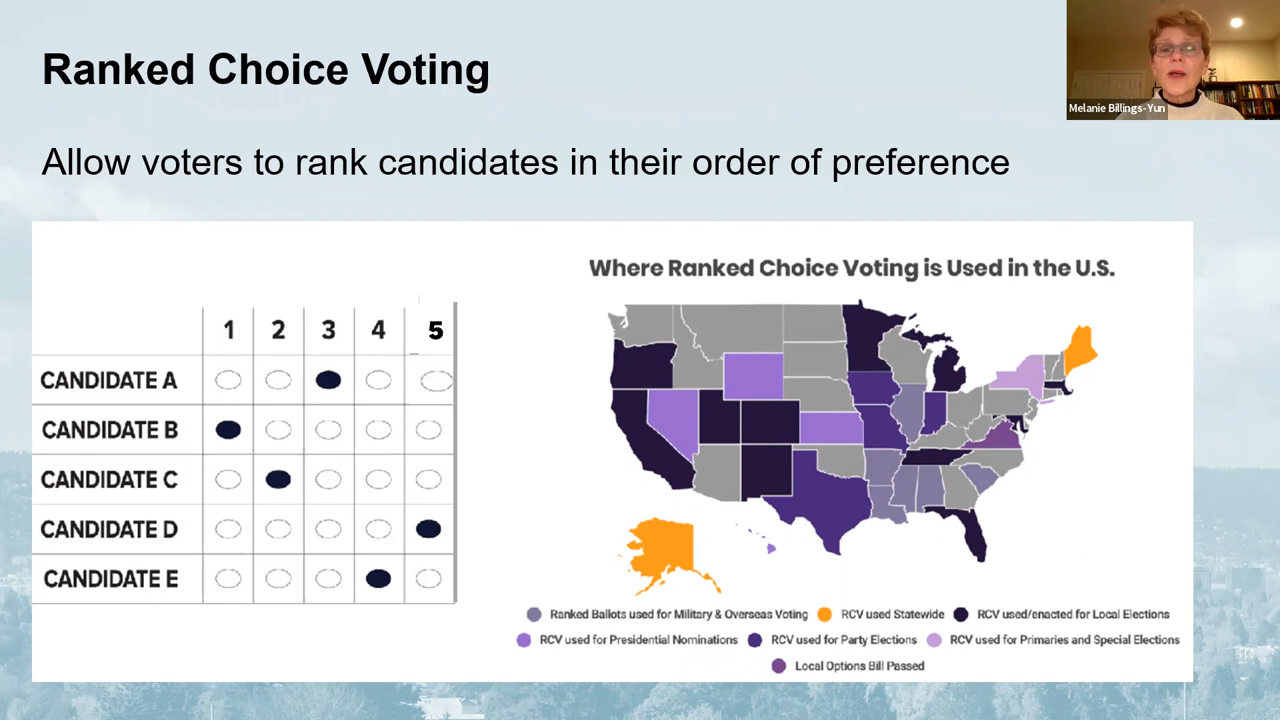 Ranked Choice Voting
Melanie Billings-Yun
Allow voters to rank candidates in their order of preference
Where Ranked Choice Voting is Used in the U.S.
1 2 3 4 5
CANDIDATE A
CANDIDATE B
CANDIDATE C
CANDIDATE D
CANDIDATE E
Ranked Ballots used for Military & Overseas Voting RCV used Statewide RCV used/enacted for Local Elections
RCV used for Presidential Nominations RCV used for Party Elections RCV used for Primaries and Special Elections
Local Options Bill Passed